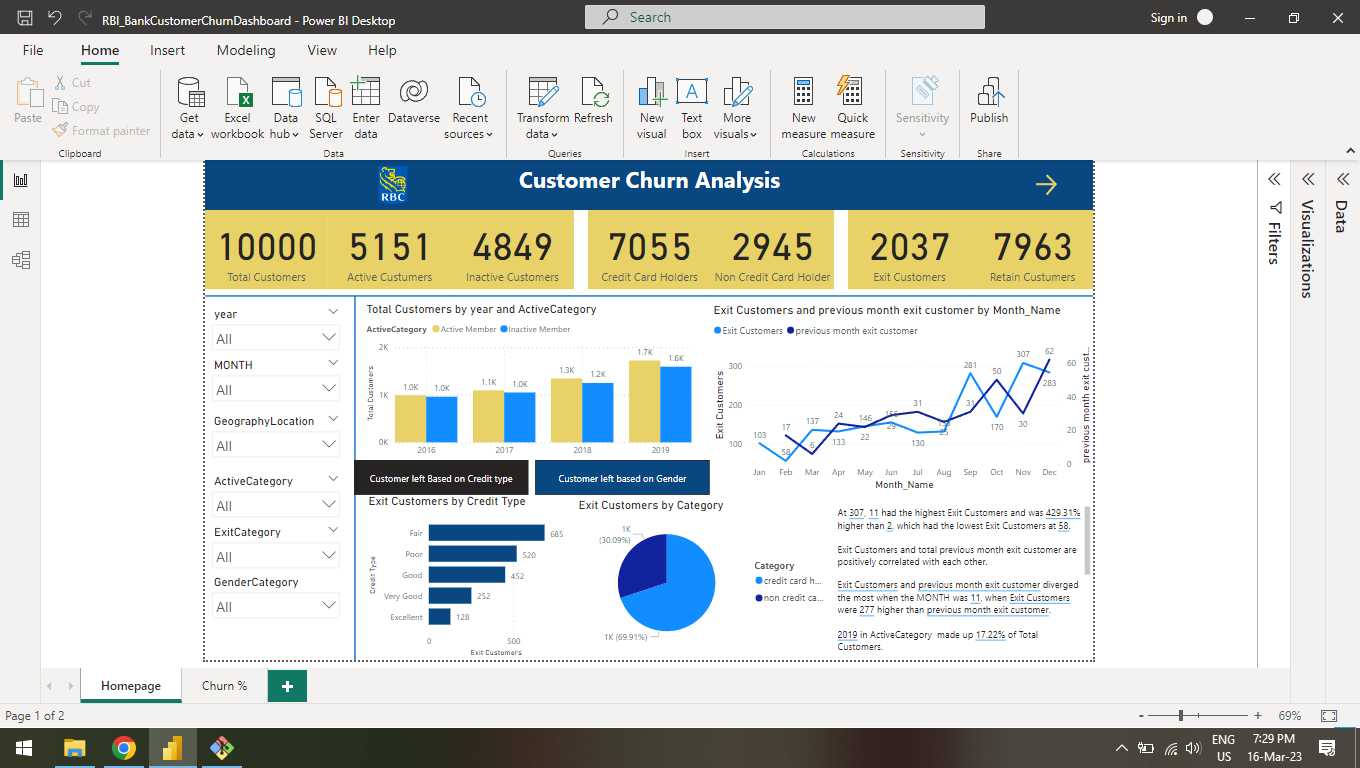 RBI_BankCustomerChurnDashboard - Power BI Desktop
Search
Sign in
File Home Insert Modeling View Help
Paste
Cut
Copy
Format painter
Clipboard
Get data
Excel workbook
Data hub
SQL Server
Enter data
Dataverse
Recent sources
Data
Transform data
Refresh
Queries
New visual
Text box
More visuals
Insert
New measure
Quick measure
Calculations
Sensitivity
Sensitivity
Publish
Share
RBC
Customer Churn Analysis
10000 5151 4849 7055 2945 2037 7963
Total Customers Active Custumers Inactive Customers Credit Card Holders Non Credit Card Holder Exit Customers Retain Custumers
Filters
Visualizations
Data
year
All
MONTH
All
GeographyLocation
All
ActiveCategory
All
ExitCategory
All
GenderCategory
All
Total Customers by year and ActiveCategory
ActiveCategory Active Member Inactive Member
Total Customers
2K
1K
0K
1.0K 1.0K 1.1K 1.0K 1.3K 1.2K 1.7K 1.6K
2016 2017 2018 2019
Exit Customers and previous month exit customer by Month_Name
Exit Customers previous month exit customer
Exit Customers
300
200
100
103 58 137 133 146 156 130 281 170 307 283
17 6 24 22 29 31 25 31 50 30 62
60
40
20
0
previous month exit cust...
Jan Feb Mar Apr May Jun Jul Aug Sep Oct Nov Dec
Month_Name
Customer left Based on Credit type
Customer left based on Gender
Exit Customers by Credit Type
Credit Type
Fair 685
Poor 520
Good 452
Very Good 252
Excellent 128
0 500
Exit Customers
Exit Customers by Category
1K
(30.09%)
1K (69.91%)
Category
credit card h...
non credit ca...
At 307, 11 had the highest Exit Customers and was 429.31%
higher than 2, which had the lowest Exit Customers at 58.
Exit Customers and total previous month exit customer are
positively correlated with each other.
Exit Customers and previous month exit customer diverged
the most when the MONTH was 11, when Exit Customers
were 277 higher than previous month exit customer.
2019 in ActiveCategory made up 17.22% of Total
Customers.
Homepage
Churn %
+
Page 1 of 2
- + 69%
ENG
US
7:29 PM
16-Mar-23